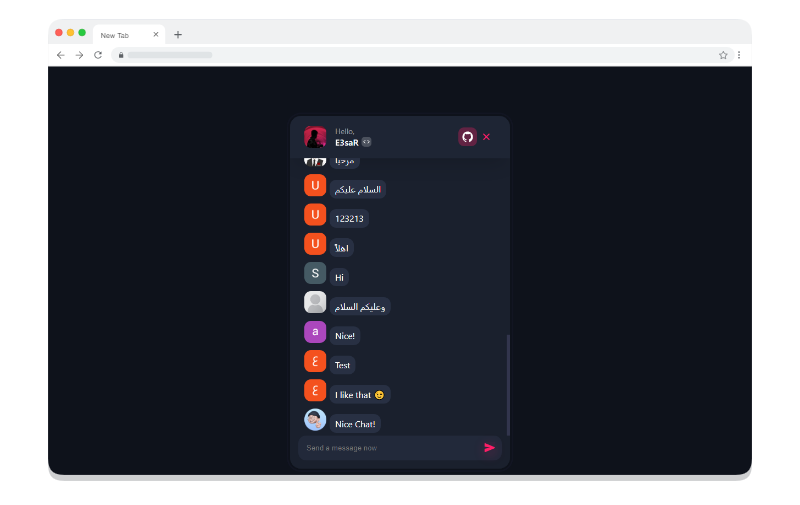 New Tab
Hello,
E3saR
مرحبا
السلام عليكم
U
123213
U
اهلاً
U
Hi
S
وعليكم السلام
Nice!
a
Test
ع
I like that 😉
ع
Nice Chat!
Send a message now